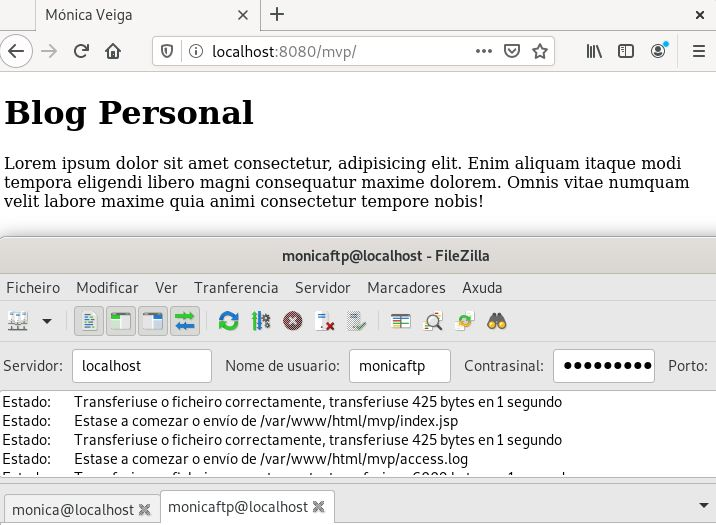 Mónica Veiga
localhost:8080/mvp/
Blog Personal
Lorem ipsum dolor sit amet consectetur, adipisicing elit. Enim aliquam itaque modi
tempora eligendi libero magni consequatur maxime dolorem. Omnis vitae numquam
velit labore maxime quia animi consectetur tempore nobis!
monicaftp@localhost - FileZilla
Ficheiro Modificar Ver Tranferencia Servidor Marcadores Axuda
Servidor: localhost Nome de usuario: monicaftp Contrasinal: ●●●●●●●●● Porto:
Estado: Transferiuse o ficheiro correctamente, transferiuse 425 bytes en 1 segundo
Estado: Estase a comezar o envío de /var/www/html/mvp/index.jsp
Estado: Transferiuse o ficheiro correctamente, transferiuse 425 bytes en 1 segundo
Estado: Estase a comezar o envío de /var/www/html/mvp/access.log
monica@localhost monicaftp@localhost